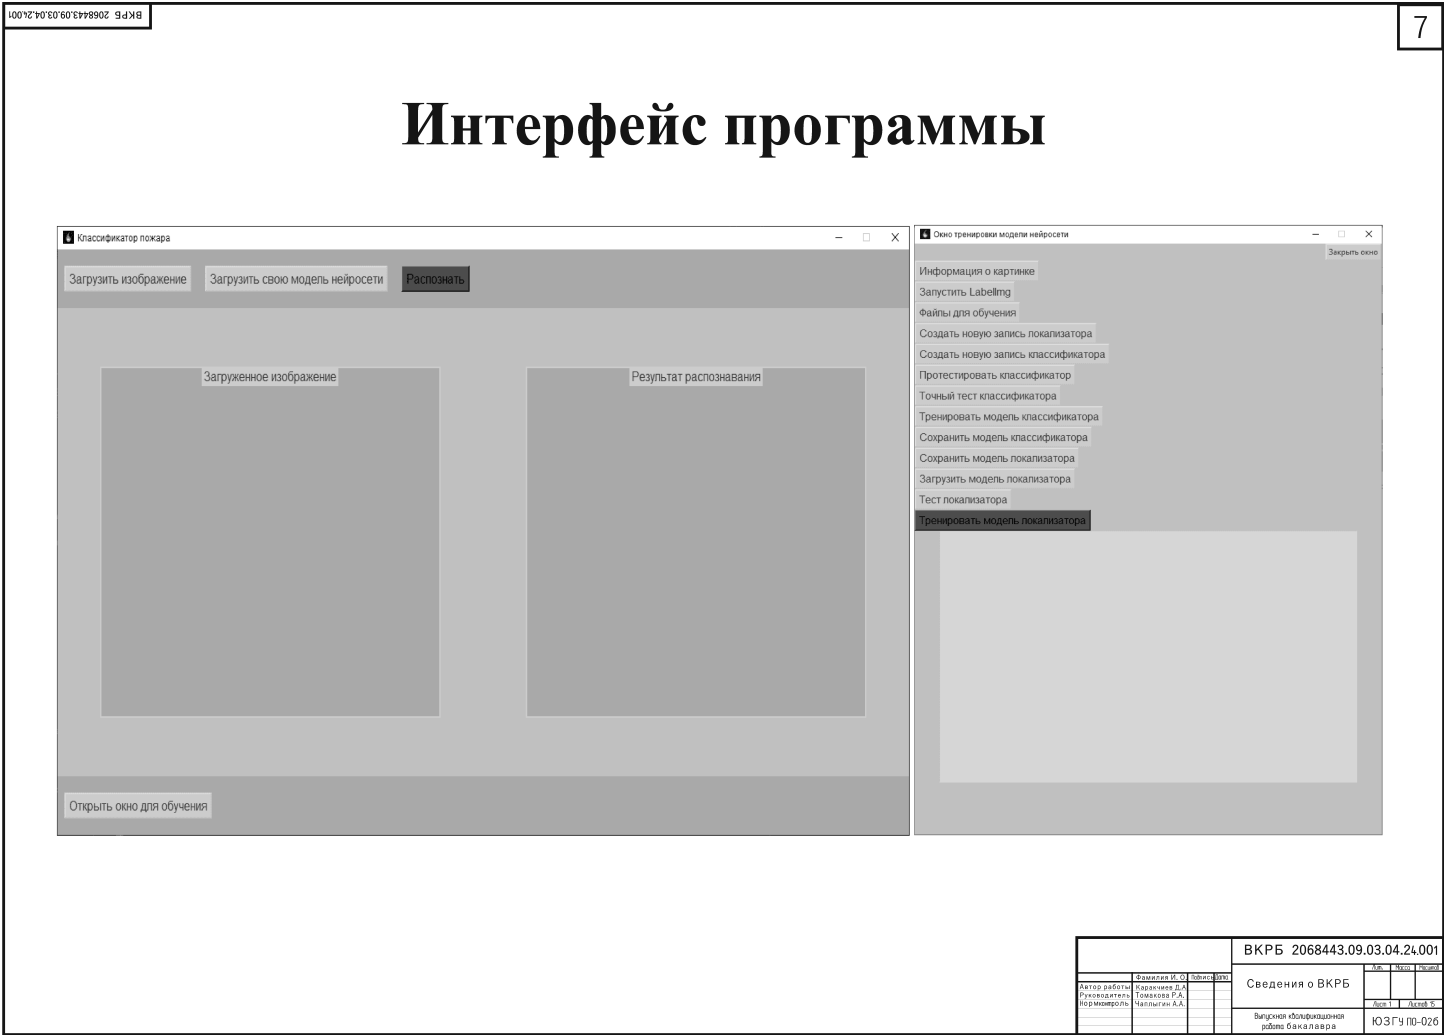 ВКРБ 2068443.09.03.04.24.001
7
Интерфейс программы
Классификатор пожара
Загрузить изображение
Загрузить свою модель нейросети
Распознать
Загруженное изображение
Результат распознавания
Открыть окно для обучения
Окно тренировки модели нейросети
Закрыть окно
Информация о картинке
Запустить LabelImg
Файлы для обучения
Создать новую запись локализатора
Создать новую запись классификатора
Протестировать классификатор
Точный тест классификатора
Тренировать модель классификатора
Сохранить модель классификатора
Сохранить модель локализатора
Загрузить модель локализатора
Тест локализатора
Тренировать модель локализатора
ВКРБ 2068443.09.03.04.24.001
Фамилия И. О. Подпись Дата
Автор работы Каракчиев Д.А.
Руководитель Томакова Р.А.
Нормконтроль Чаплыгин А.А.
Сведения о ВКРБ
Лит. Масса Масштаб
Лист 1 Листов 15
Выпускная квалификационная
работа бакалавра
ЮЗГУ ПО-02б